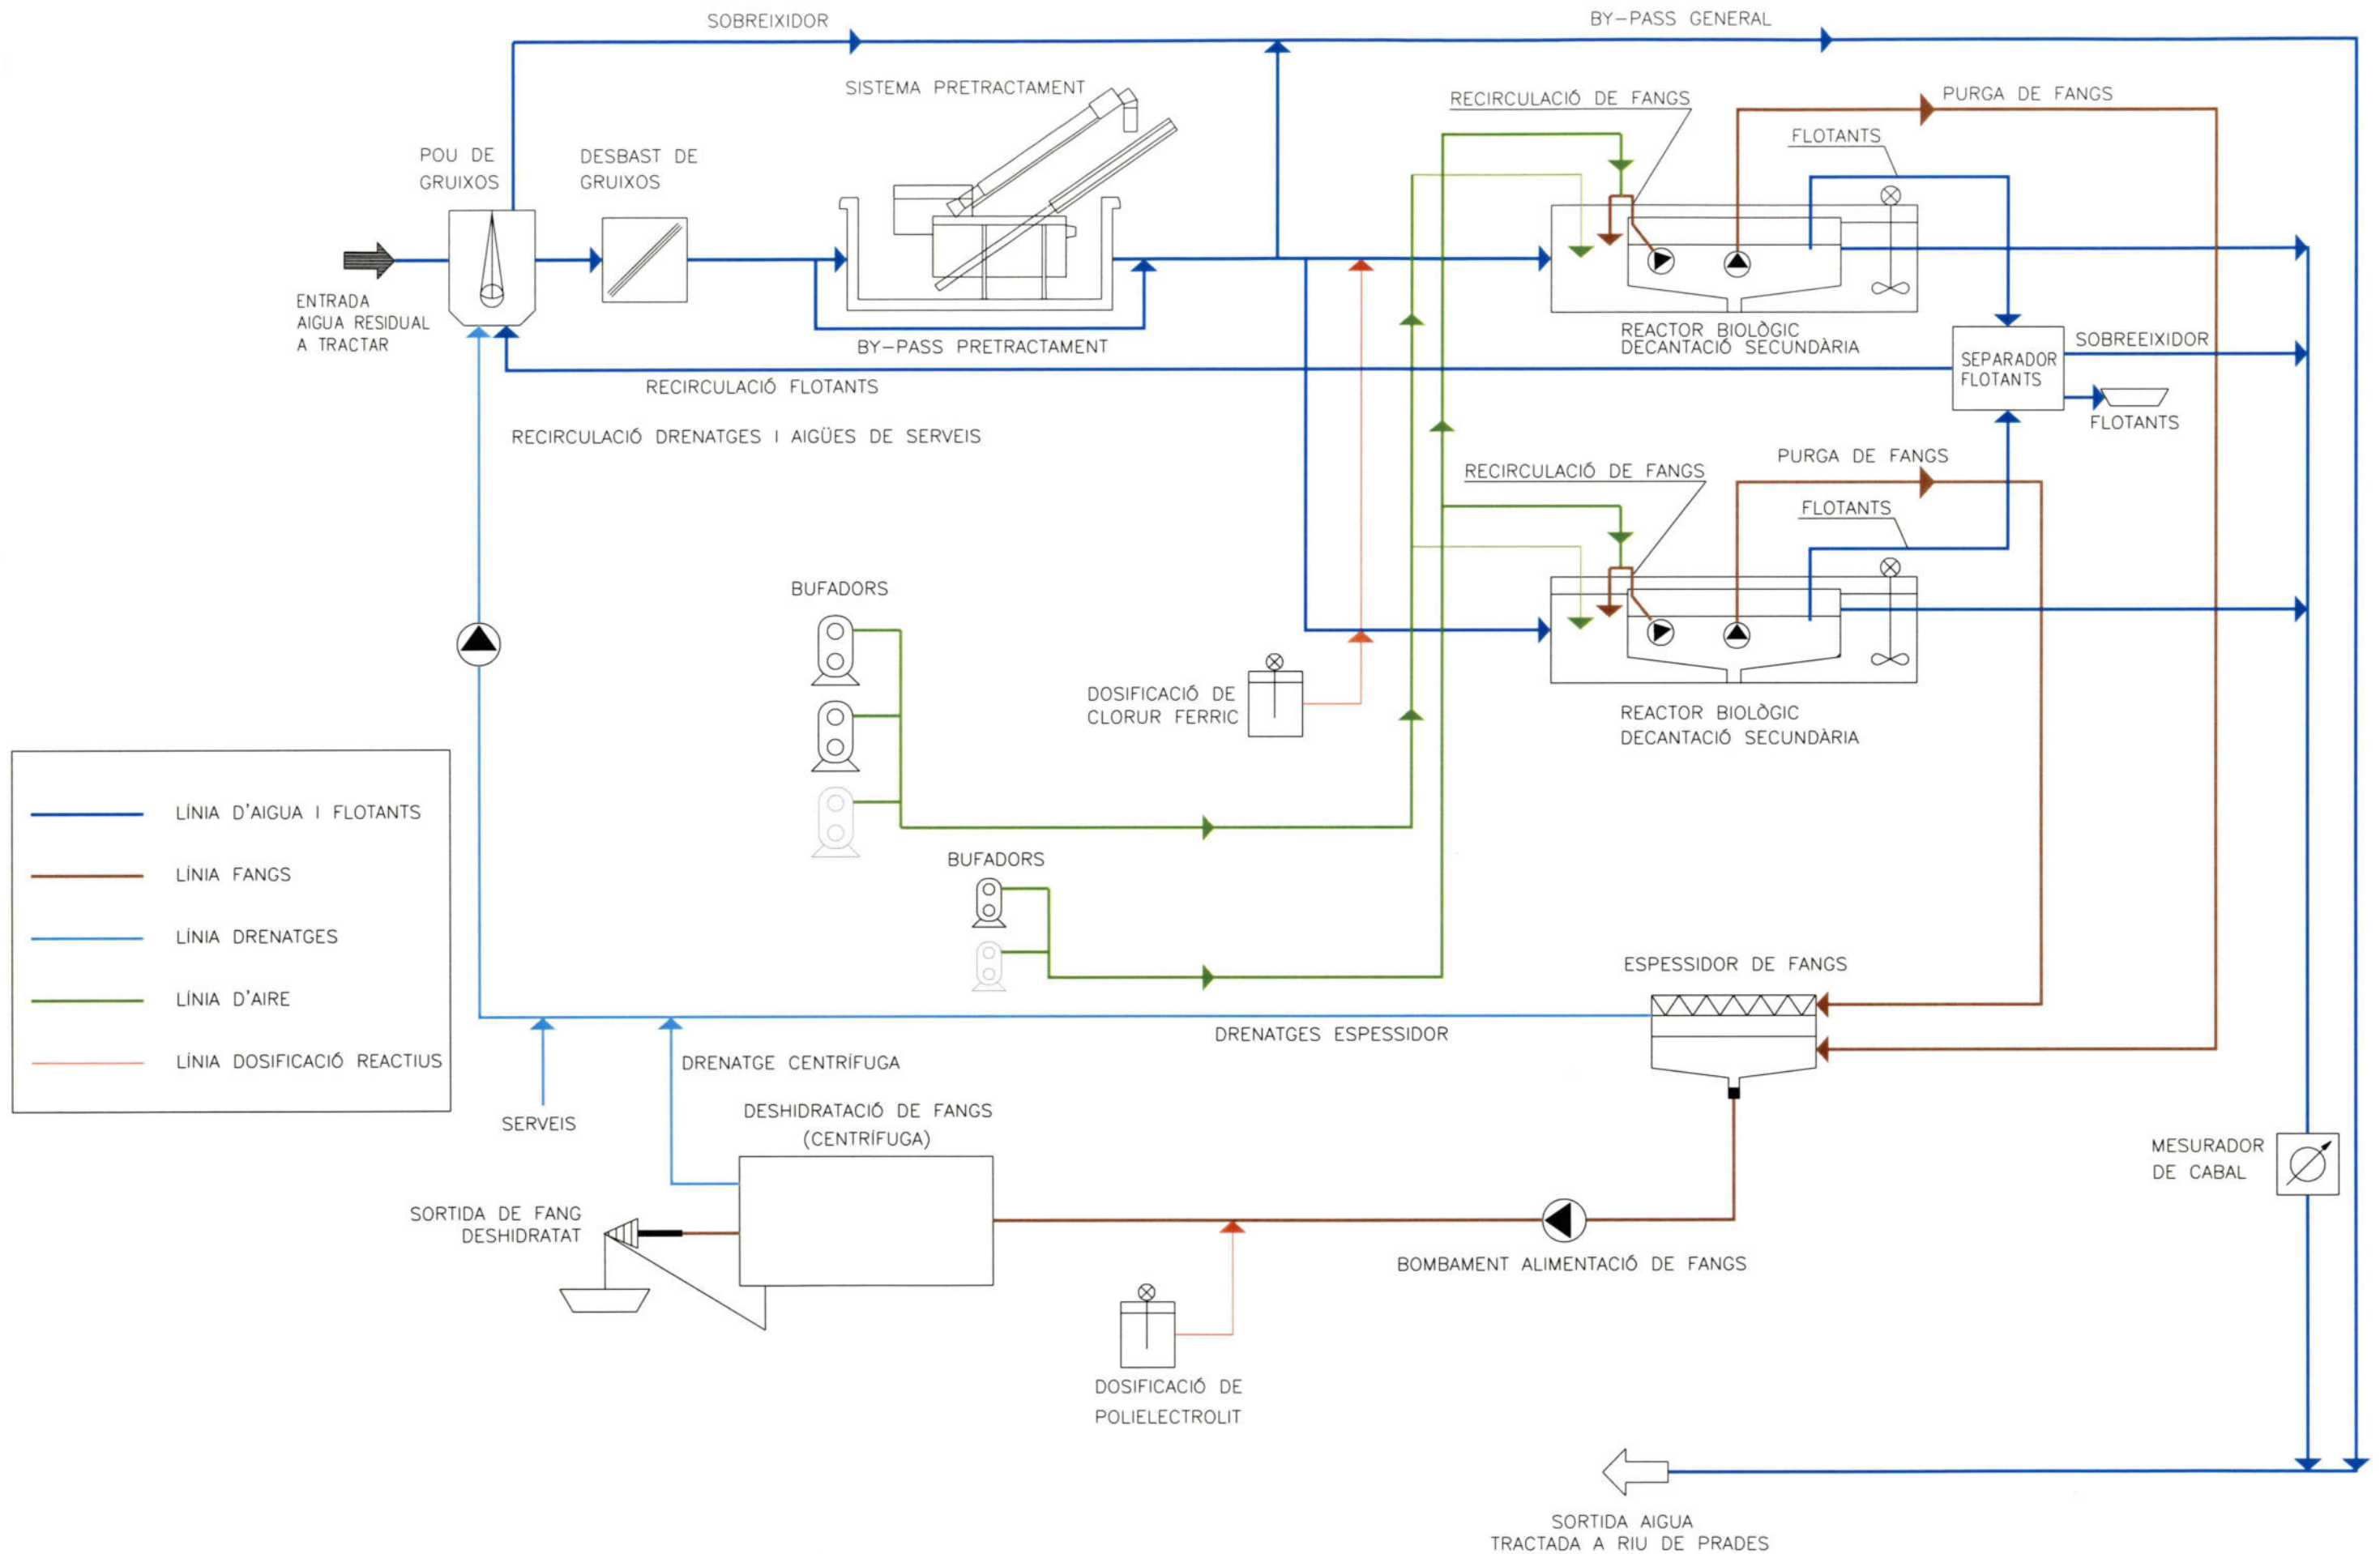 SOBREIXIDOR
BY-PASS GENERAL
SISTEMA PRETRACTAMENT
RECIRCULACIÓ DE FANGS
PURGA DE FANGS
FLOTANTS
POU DE
GRUIXOS
DESBAST DE
GRUIXOS
ENTRADA
AIGUA RESIDUAL
A TRACTAR
BY-PASS PRETRACTAMENT
REACTOR BIOLÒGIC
DECANTACIÓ SECUNDÀRIA
SEPARADOR
FLOTANTS
SOBREEIXIDOR
FLOTANTS
RECIRCULACIÓ FLOTANTS
RECIRCULACIÓ DRENATGES I AIGÜES DE SERVEIS
RECIRCULACIÓ DE FANGS
PURGA DE FANGS
FLOTANTS
BUFADORS
DOSIFICACIÓ DE
CLORUR FERRIC
REACTOR BIOLÒGIC
DECANTACIÓ SECUNDÀRIA
LÍNIA D'AIGUA I FLOTANTS
LÍNIA FANGS
LÍNIA DRENATGES
LÍNIA D'AIRE
LÍNIA DOSIFICACIÓ REACTIUS
BUFADORS
ESPESSIDOR DE FANGS
DRENATGES ESPESSIDOR
DRENATGE CENTRÍFUGA
SERVEIS
DESHIDRATACIÓ DE FANGS
(CENTRÍFUGA)
MESURADOR
DE CABAL
SORTIDA DE FANG
DESHIDRATAT
BOMBAMENT ALIMENTACIÓ DE FANGS
DOSIFICACIÓ DE
POLIELECTROLIT
SORTIDA AIGUA
TRACTADA A RIU DE PRADES